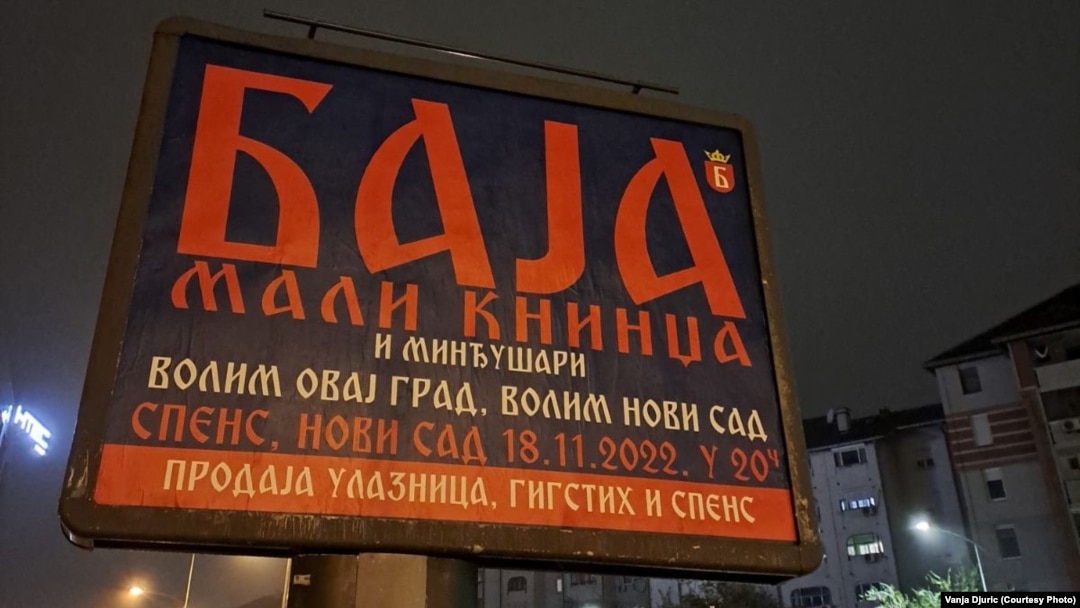 БАЈА
Б
МАЛИ КНИНЏА
И МИНЂУШАРИ
ВОЛИМ ОВАЈ ГРАД, ВОЛИМ НОВИ САД
СПЕНС, НОВИ САД 18.11.2022. У 20Ч
ПРОДАЈА УЛАЗНИЦА, ГИГСТИХ И СПЕНС
Vanja Djuric (Courtesy Photo)